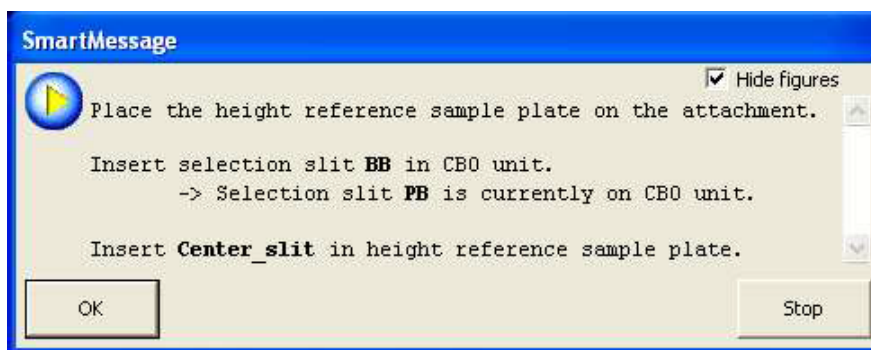 SmartMessage
Hide figures
Place the height reference sample plate on the attachment.
Insert selection slit BB in CBO unit.
-> Selection slit PB is currently on CBO unit.
Insert Center_slit in height reference sample plate.
OK
Stop